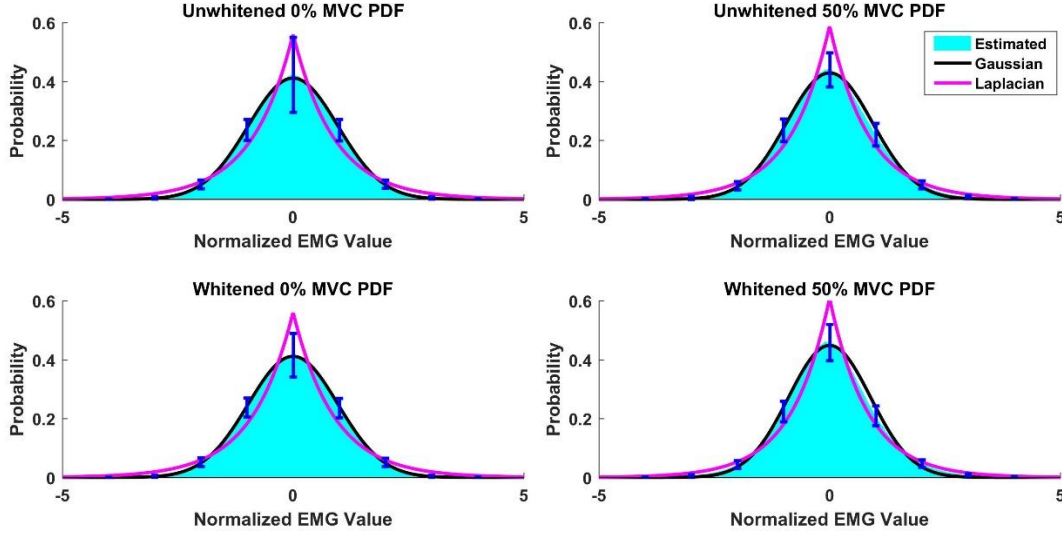 Unwhitened 0% MVC PDF
0.6
0.4
0.2
0
Probability
-5
0
5
Normalized EMG Value
Unwhitened 50% MVC PDF
Estimated
Gaussian
Laplacian
0.6
0.4
0.2
0
Probability
-5
0
5
Normalized EMG Value
Whitened 0% MVC PDF
0.6
0.4
0.2
0
Probability
-5
0
5
Normalized EMG Value
Whitened 50% MVC PDF
0.6
0.4
0.2
0
Probability
-5
0
5
Normalized EMG Value